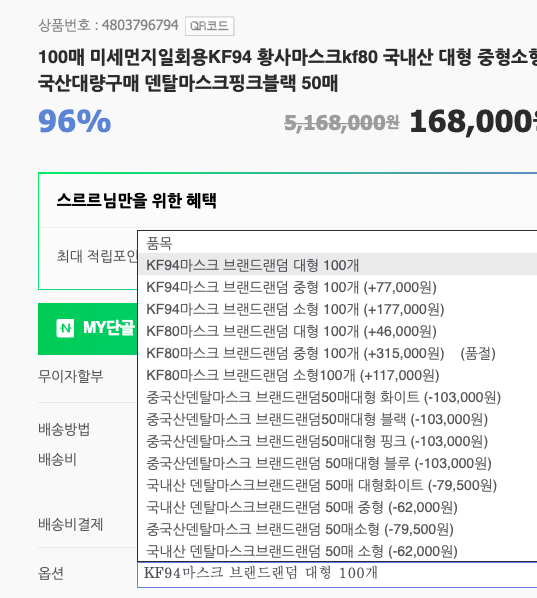 상품번호 : 4803796794 QR코드
100매 미세먼지일회용KF94 황사마스크kf80 국내산 대형 중형소형
국산대량구매 덴탈마스크핑크블랙 50매
96% 5,168,000원 168,000원
스르르님만을 위한 혜택
최대 적립포인
품목
KF94마스크 브랜드랜덤 대형 100개
KF94마스크 브랜드랜덤 중형 100개 (+77,000원)
KF94마스크 브랜드랜덤 소형 100개 (+177,000원)
KF80마스크 브랜드랜덤 대형 100개 (+46,000원)
KF80마스크 브랜드랜덤 중형 100개 (+315,000원) (품절)
KF80마스크 브랜드랜덤 소형100개 (+117,000원)
중국산덴탈마스크 브랜드랜덤50매대형 화이트 (-103,000원)
중국산덴탈마스크 브랜드랜덤50매대형 블랙 (-103,000원)
중국산덴탈마스크 브랜드랜덤50매대형 핑크 (-103,000원)
중국산덴탈마스크 브랜드랜덤 50매대형 블루 (-103,000원)
국내산 덴탈마스크브랜드랜덤 50매 대형화이트 (-79,500원)
국내산 덴탈마스크브랜드랜덤 50매 중형 (-62,000원)
중국산덴탈마스크브랜드랜덤 50매소형 (-79,500원)
국내산 덴탈마스크브랜드랜덤 50매 소형 (-62,000원)
N MY단골
무이자할부
배송방법
배송비
배송비결제
옵션 KF94마스크 브랜드랜덤 대형 100개